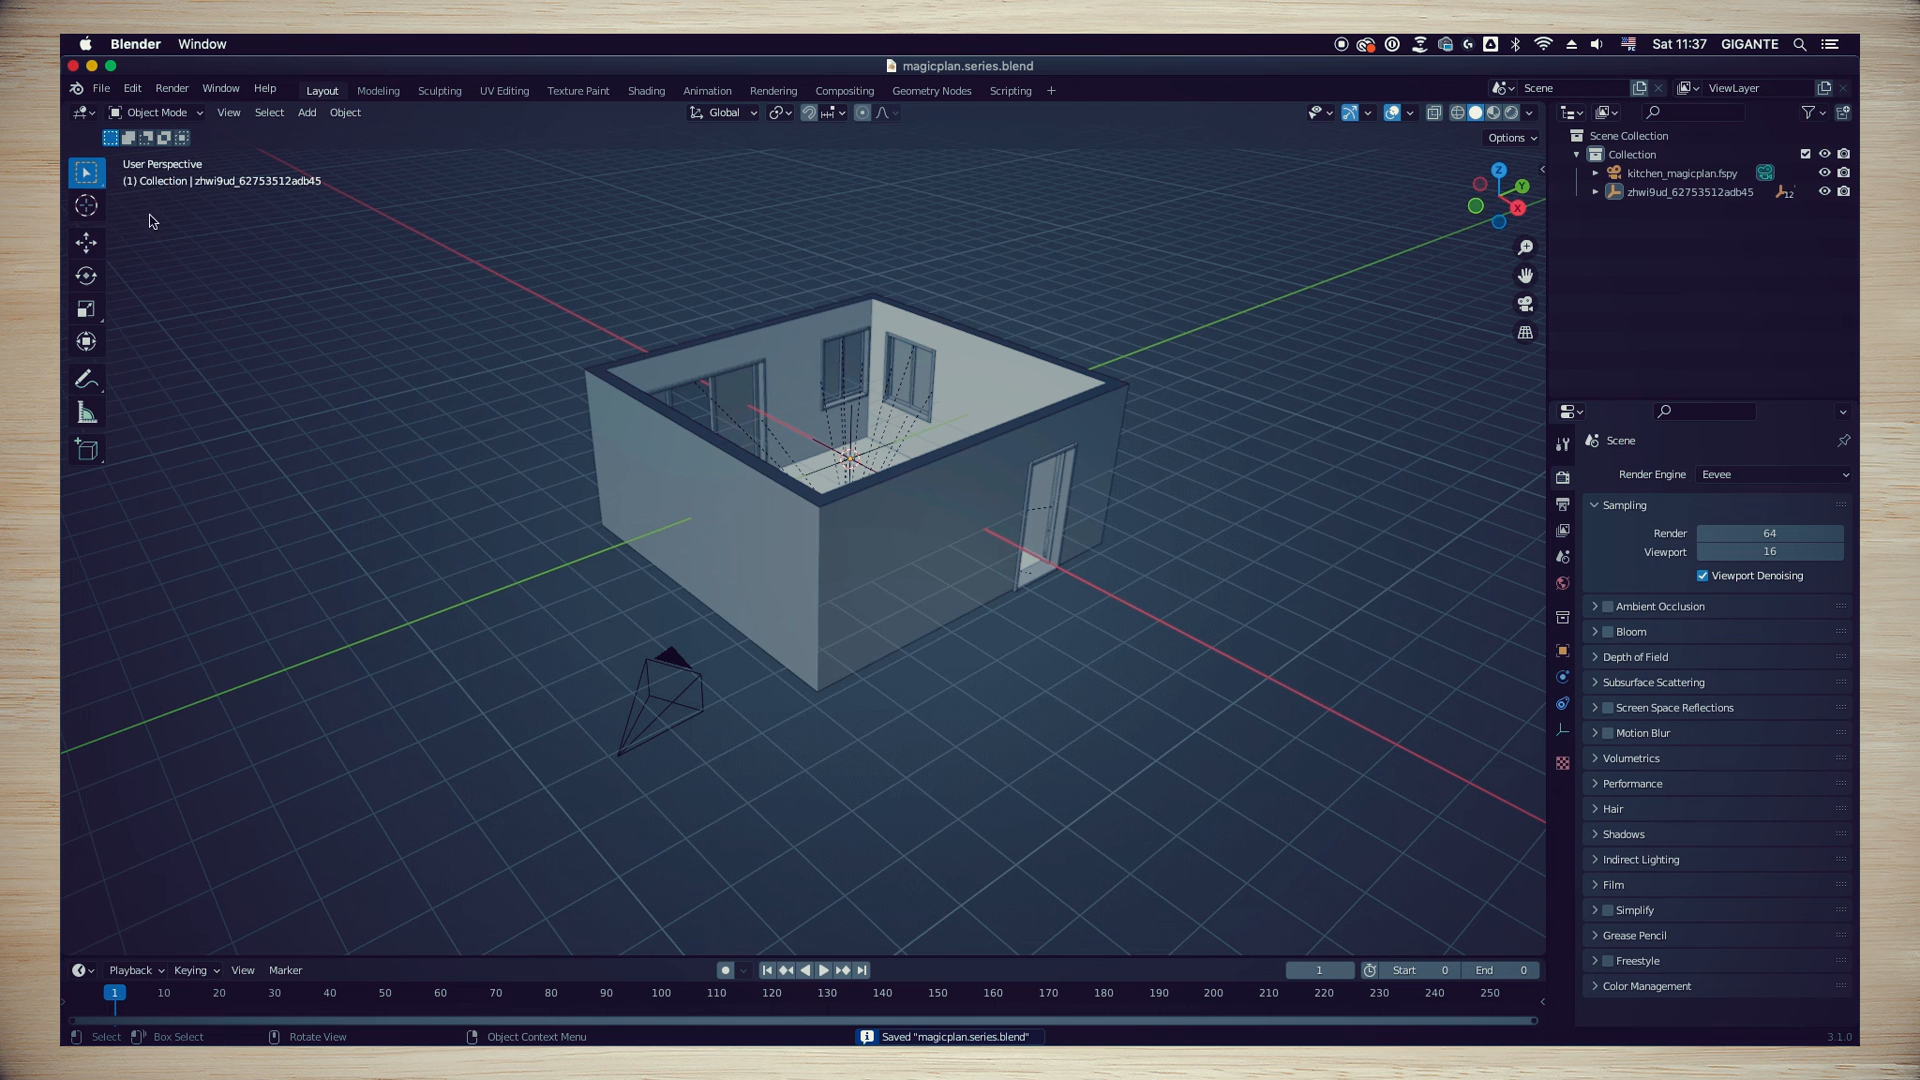 Blender Window
Sat 11:37 GIGANTE
magicplan.series.blend
File Edit Render Window Help
Layout Modeling Sculpting UV Editing Texture Paint Shading Animation Rendering Compositing Geometry Nodes Scripting +
Scene
ViewLayer
Object Mode View Select Add Object
Global
Options
User Perspective
(1) Collection | zhwi9ud_62753512adb45
Z
Y
X
Scene Collection
Collection
kitchen_magicplan.fspy
zhwi9ud_62753512adb45
12
Scene
Render Engine Eevee
Sampling
Render 64
Viewport 16
Viewport Denoising
Ambient Occlusion
Bloom
Depth of Field
Subsurface Scattering
Screen Space Reflections
Motion Blur
Volumetrics
Performance
Hair
Shadows
Indirect Lighting
Film
Simplify
Grease Pencil
Freestyle
Color Management
Playback Keying View Marker
1
Start 0
End 0
1 10 20 30 40 50 60 70 80 90 100 110 120 130 140 150 160 170 180 190 200 210 220 230 240 250
Select Box Select Rotate View Object Context Menu
Saved "magicplan.series.blend"
3.1.0